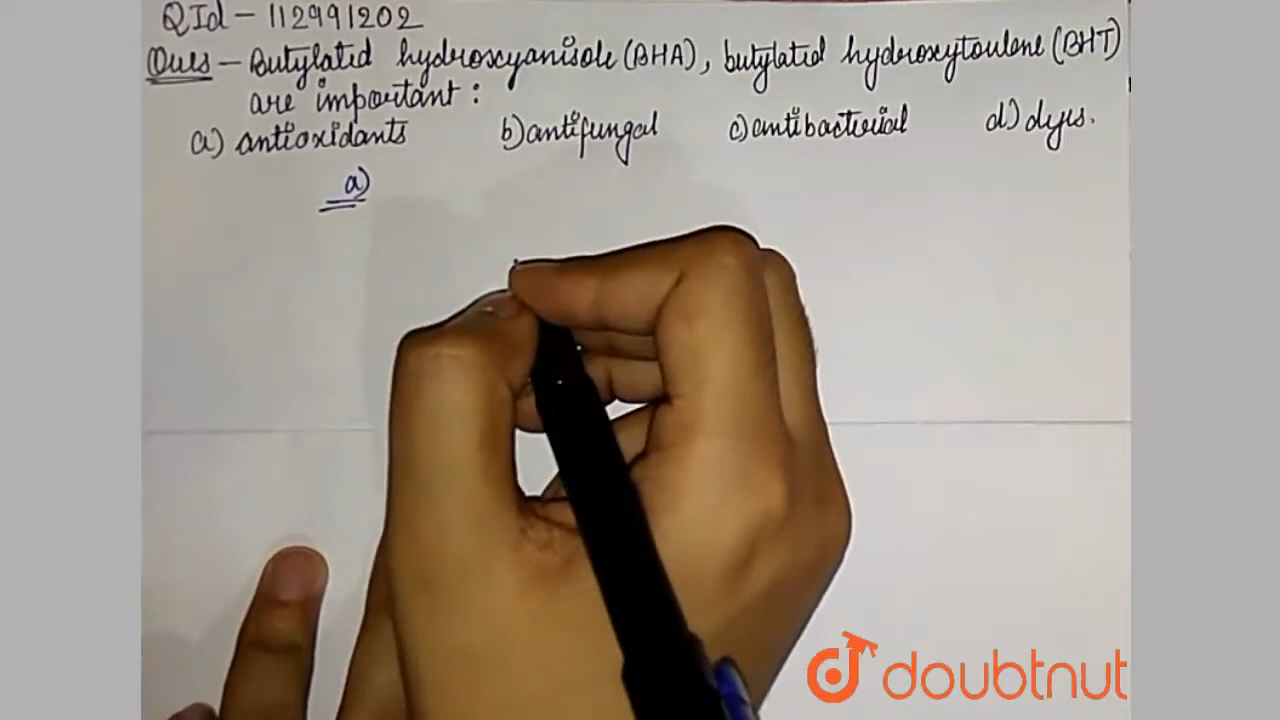 QId - 112991202
Ques - Butylated hydroxyanisole (BHA), butylated hydroxytoulene (BHT)
are important :
a) antioxidants b) antifungal c) antibacterial d) dyes.
a)
doubtnut